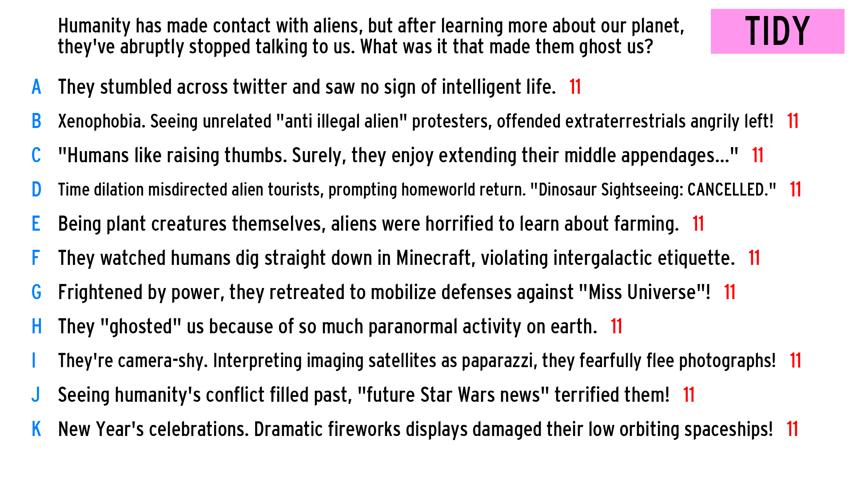 Humanity has made contact with aliens, but after learning more about our planet,
they've abruptly stopped talking to us. What was it that made them ghost us?
TIDY
A They stumbled across twitter and saw no sign of intelligent life. 11
B Xenophobia. Seeing unrelated "anti illegal alien" protesters, offended extraterrestrials angrily left! 11
C "Humans like raising thumbs. Surely, they enjoy extending their middle appendages..." 11
D Time dilation misdirected alien tourists, prompting homeworld return. "Dinosaur Sightseeing: CANCELLED." 11
E Being plant creatures themselves, aliens were horrified to learn about farming. 11
F They watched humans dig straight down in Minecraft, violating intergalactic etiquette. 11
G Frightened by power, they retreated to mobilize defenses against "Miss Universe"! 11
H They "ghosted" us because of so much paranormal activity on earth. 11
I They're camera-shy. Interpreting imaging satellites as paparazzi, they fearfully flee photographs! 11
J Seeing humanity's conflict filled past, "future Star Wars news" terrified them! 11
K New Year's celebrations. Dramatic fireworks displays damaged their low orbiting spaceships! 11